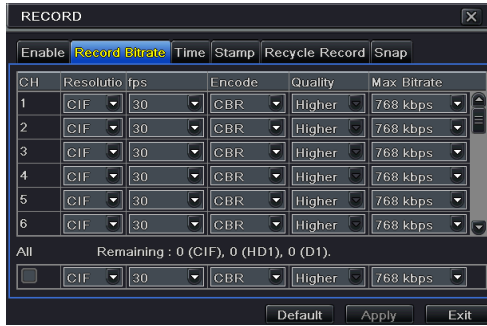 RECORD
Enable Record Bitrate Time Stamp Recycle Record Snap
CH Resolutio fps Encode Quality Max Bitrate
1 CIF 30 CBR Higher 768 kbps
2 CIF 30 CBR Higher 768 kbps
3 CIF 30 CBR Higher 768 kbps
4 CIF 30 CBR Higher 768 kbps
5 CIF 30 CBR Higher 768 kbps
6 CIF 30 CBR Higher 768 kbps
All Remaining : 0 (CIF), 0 (HD1), 0 (D1).
CIF 30 CBR Higher 768 kbps
Default Apply Exit